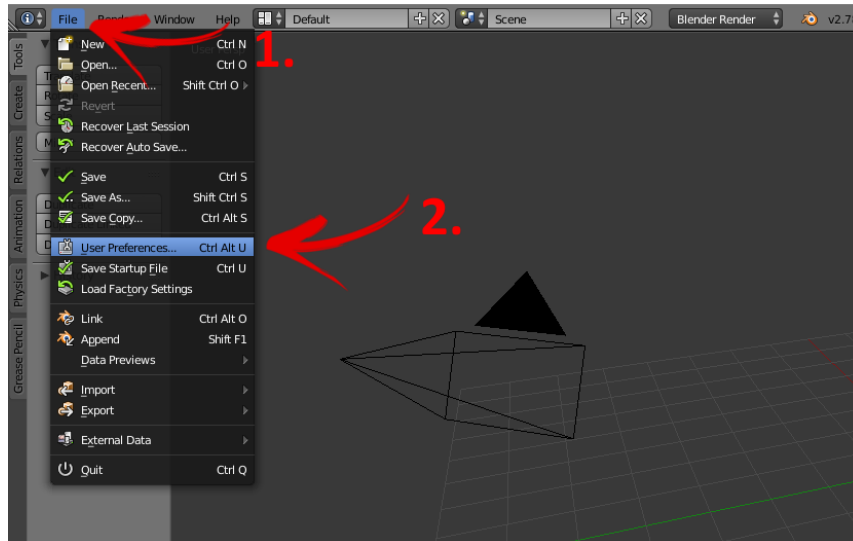 File Render Window Help Default Scene Blender Render v2.78
1.
New Ctrl N
Open... Ctrl O
Open Recent... Shift Ctrl O
Revert
Recover Last Session
Recover Auto Save...
Save Ctrl S
Save As... Shift Ctrl S
Save Copy... Ctrl Alt S
2.
User Preferences... Ctrl Alt U
Save Startup File Ctrl U
Load Factory Settings
Link Ctrl Alt O
Append Shift F1
Data Previews
Import
Export
External Data
Quit Ctrl Q
Tools
Create
Relations
Animation
Physics
Grease Pencil